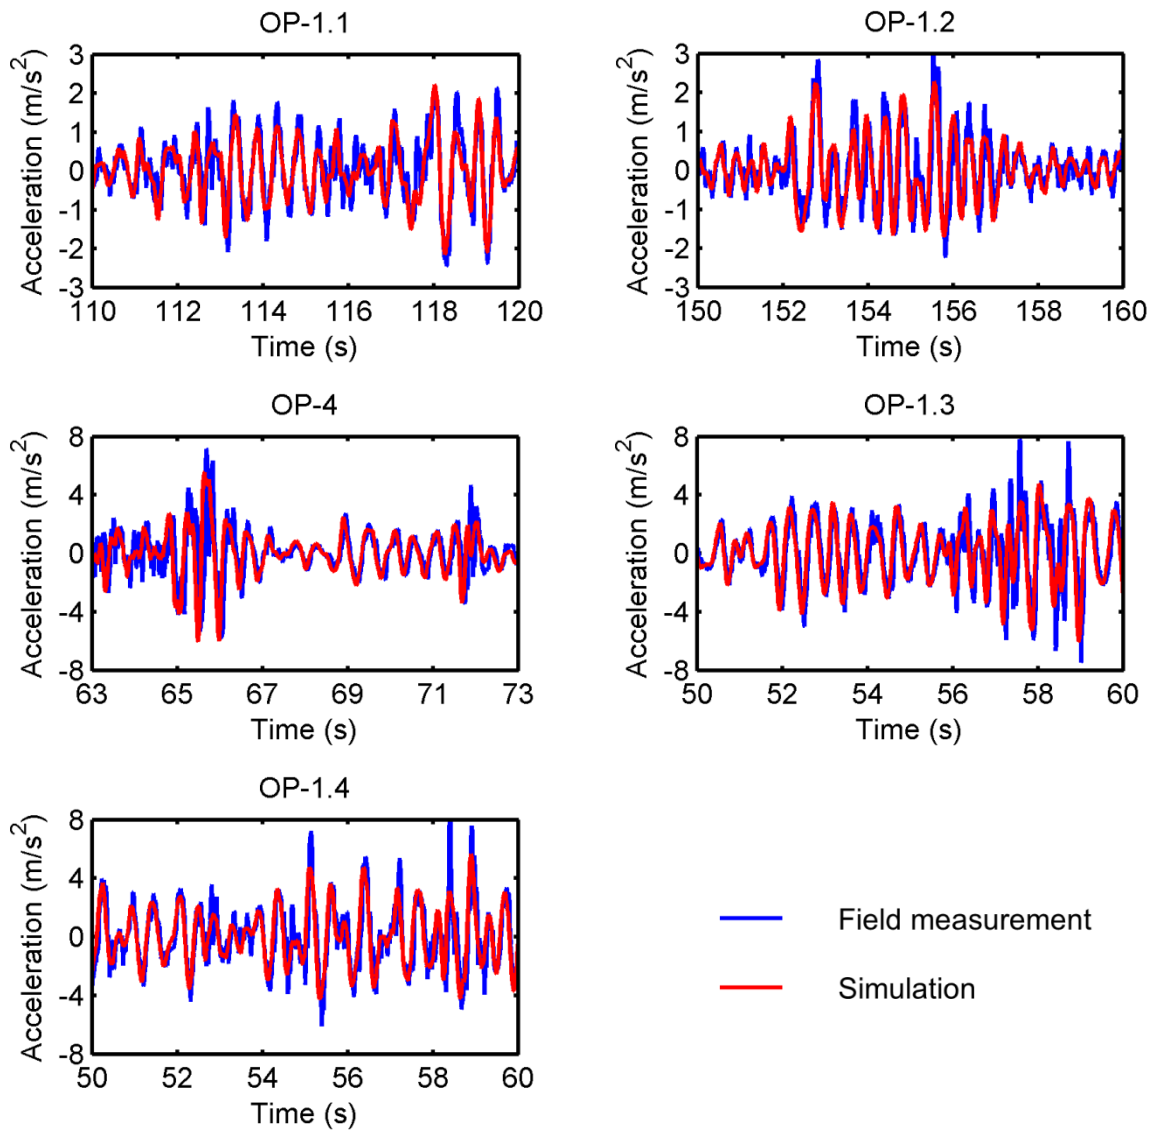 OP-1.1
Acceleration (m/s²)
3
2
1
0
-1
-2
-3
110 112 114 116 118 120
Time (s)
OP-1.2
Acceleration (m/s²)
3
2
1
0
-1
-2
-3
150 152 154 156 158 160
Time (s)
OP-4
Acceleration (m/s²)
8
4
0
-4
-8
63 65 67 69 71 73
Time (s)
OP-1.3
Acceleration (m/s²)
8
4
0
-4
-8
50 52 54 56 58 60
Time (s)
OP-1.4
Acceleration (m/s²)
8
4
0
-4
-8
50 52 54 56 58 60
Time (s)
Field measurement
Simulation